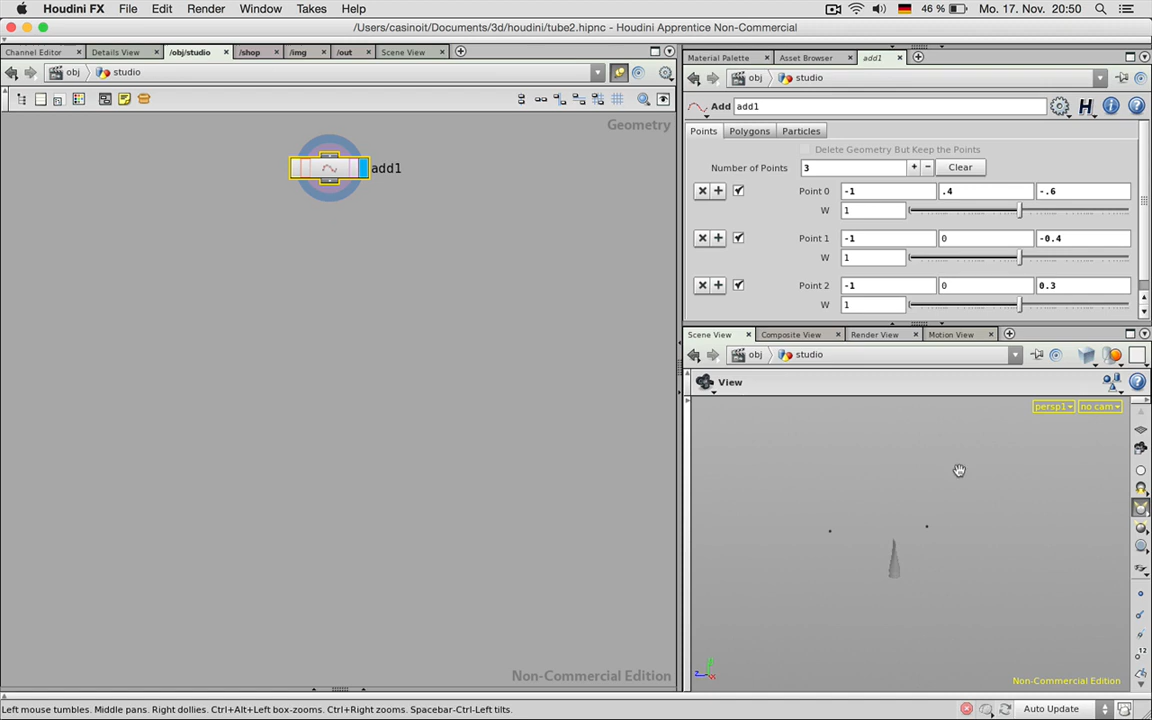 Houdini FX File Edit Render Window Takes Help 46 % Mo. 17. Nov. 20:50
/Users/casinoit/Documents/3d/houdini/tube2.hipnc - Houdini Apprentice Non-Commercial
Channel Editor Details View /obj/studio /shop /img /out Scene View
obj studio
Geometry
add1
Non-Commercial Edition
Material Palette Asset Browser add1
obj studio
Add add1
Points Polygons Particles
Delete Geometry But Keep the Points
Number of Points 3 + - Clear
Point 0 -1 .4 -.6
W 1
Point 1 -1 0 -0.4
W 1
Point 2 -1 0 0.3
W 1
Scene View Composite View Render View Motion View
obj studio
View
persp1 no cam
12
z y x
Non-Commercial Edition
Left mouse tumbles. Middle pans. Right dollies. Ctrl+Alt+Left box-zooms. Ctrl+Right zooms. Spacebar-Ctrl-Left tilts. Auto Update